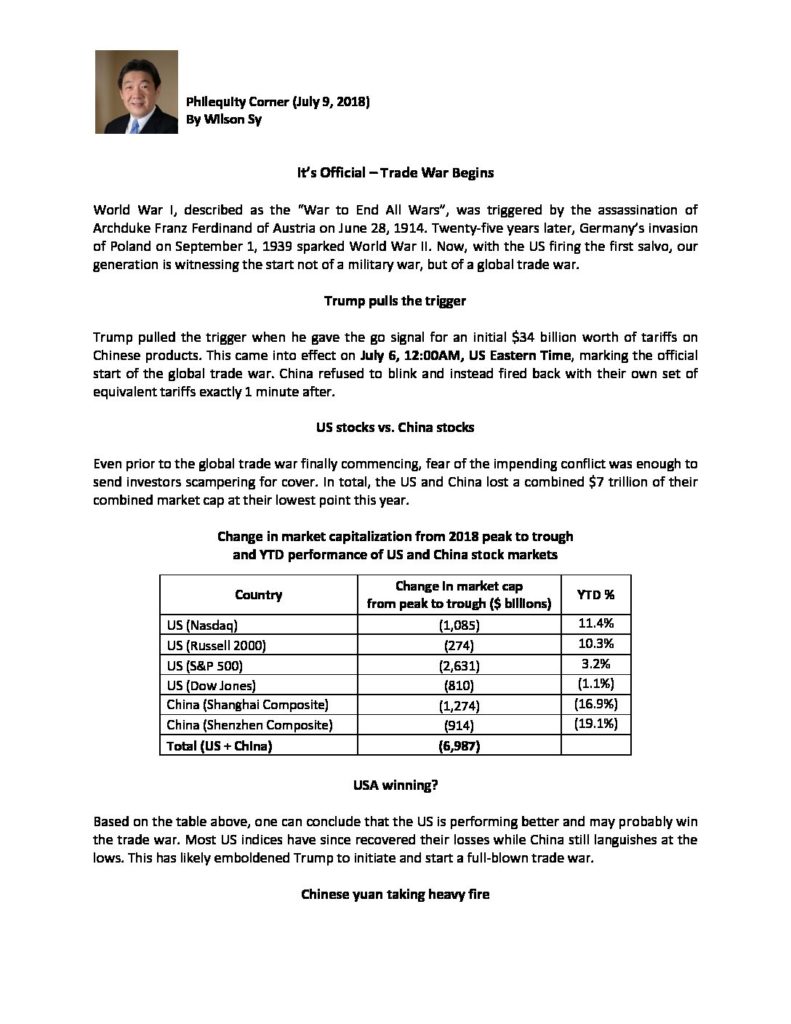 Philequity Corner (July 9, 2018)
By Wilson Sy
It's Official – Trade War Begins
World War I, described as the "War to End All Wars", was triggered by the assassination of
Archduke Franz Ferdinand of Austria on June 28, 1914. Twenty-five years later, Germany's invasion
of Poland on September 1, 1939 sparked World War II. Now, with the US firing the first salvo, our
generation is witnessing the start not of a military war, but of a global trade war.
Trump pulls the trigger
Trump pulled the trigger when he gave the go signal for an initial $34 billion worth of tariffs on
Chinese products. This came into effect on July 6, 12:00AM, US Eastern Time, marking the official
start of the global trade war. China refused to blink and instead fired back with their own set of
equivalent tariffs exactly 1 minute after.
US stocks vs. China stocks
Even prior to the global trade war finally commencing, fear of the impending conflict was enough to
send investors scampering for cover. In total, the US and China lost a combined $7 trillion of their
combined market cap at their lowest point this year.
Change in market capitalization from 2018 peak to trough
and YTD performance of US and China stock markets
Country Change in market cap from peak to trough ($ billions) YTD %
US (Nasdaq) (1,085) 11.4%
US (Russell 2000) (274) 10.3%
US (S&P 500) (2,631) 3.2%
US (Dow Jones) (810) (1.1%)
China (Shanghai Composite) (1,274) (16.9%)
China (Shenzhen Composite) (914) (19.1%)
Total (US + China) (6,987)
USA winning?
Based on the table above, one can conclude that the US is performing better and may probably win
the trade war. Most US indices have since recovered their losses while China still languishes at the
lows. This has likely emboldened Trump to initiate and start a full-blown trade war.
Chinese yuan taking heavy fire